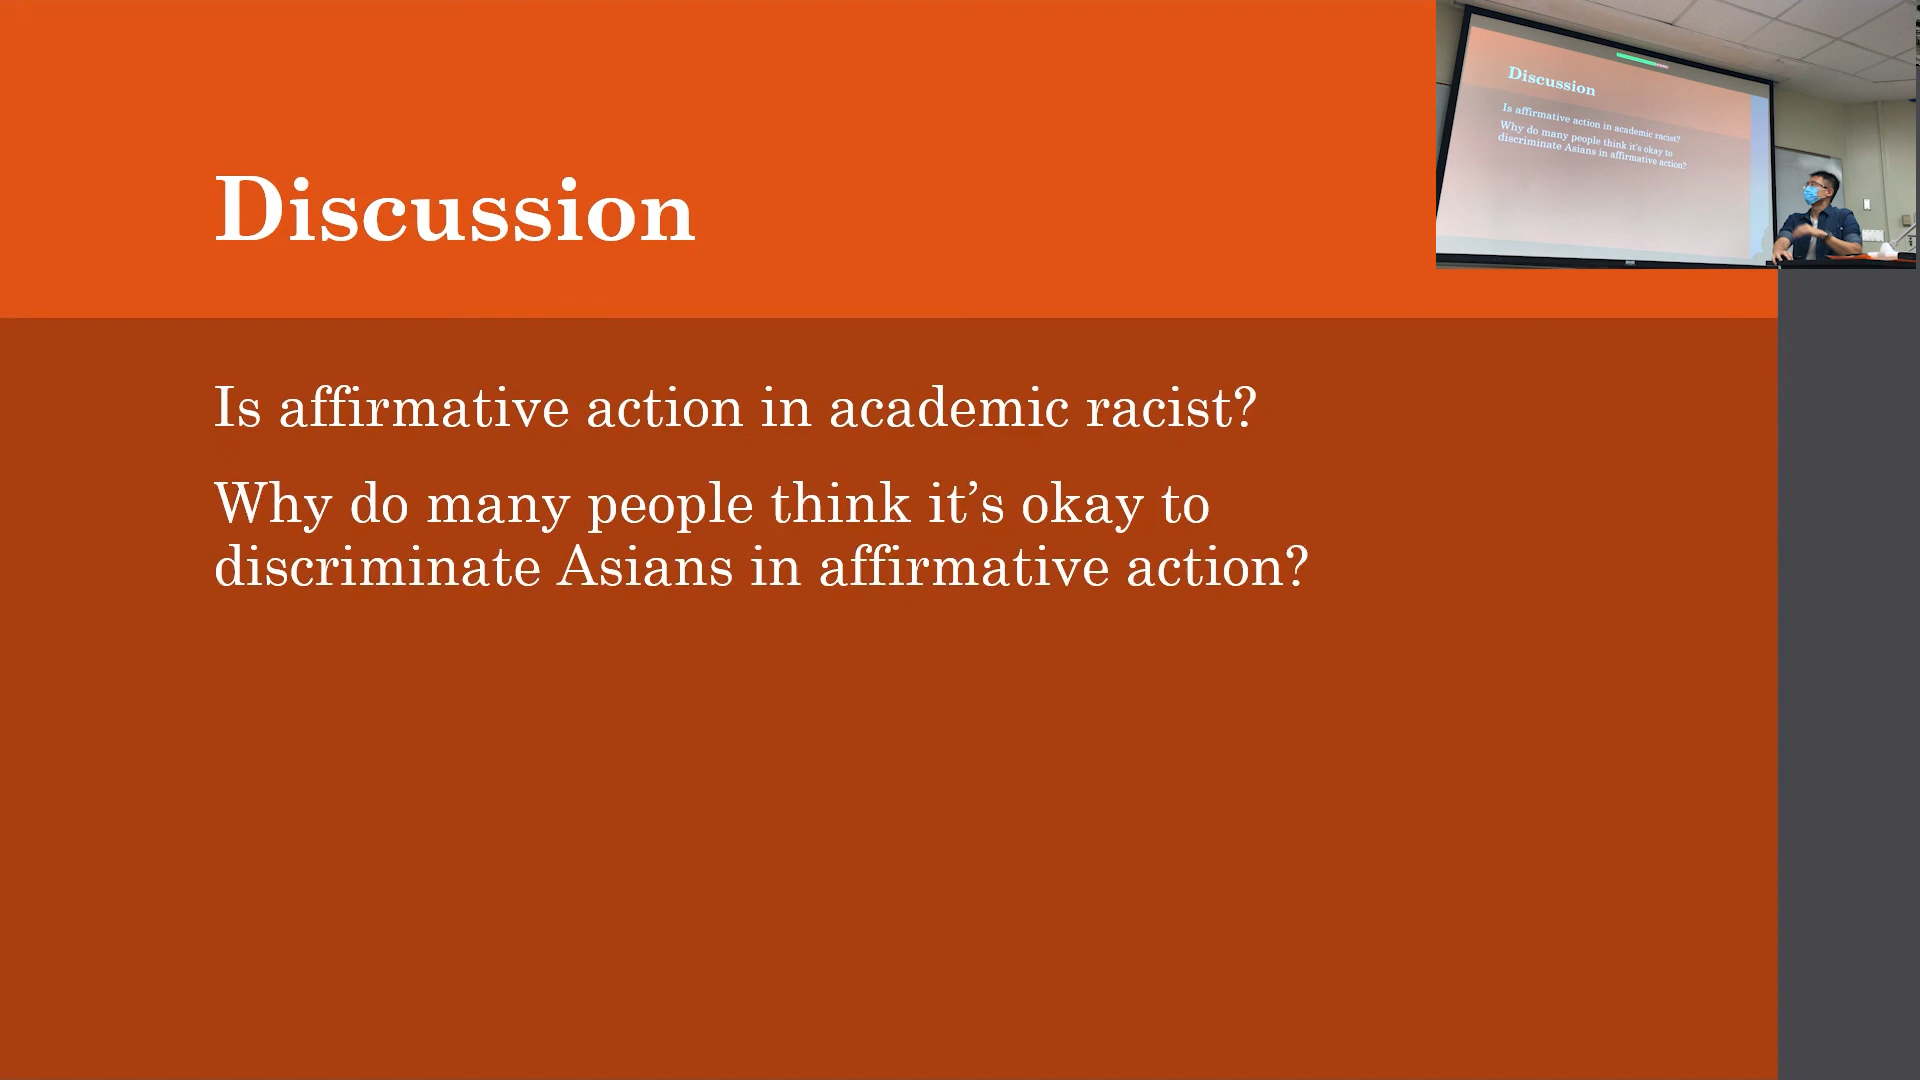 Discussion
Is affirmative action in academic racist?
Why do many people think it’s okay to
discriminate Asians in affirmative action?
Discussion
Is affirmative action in academic racist?
Why do many people think it's okay to
discriminate Asians in affirmative action?